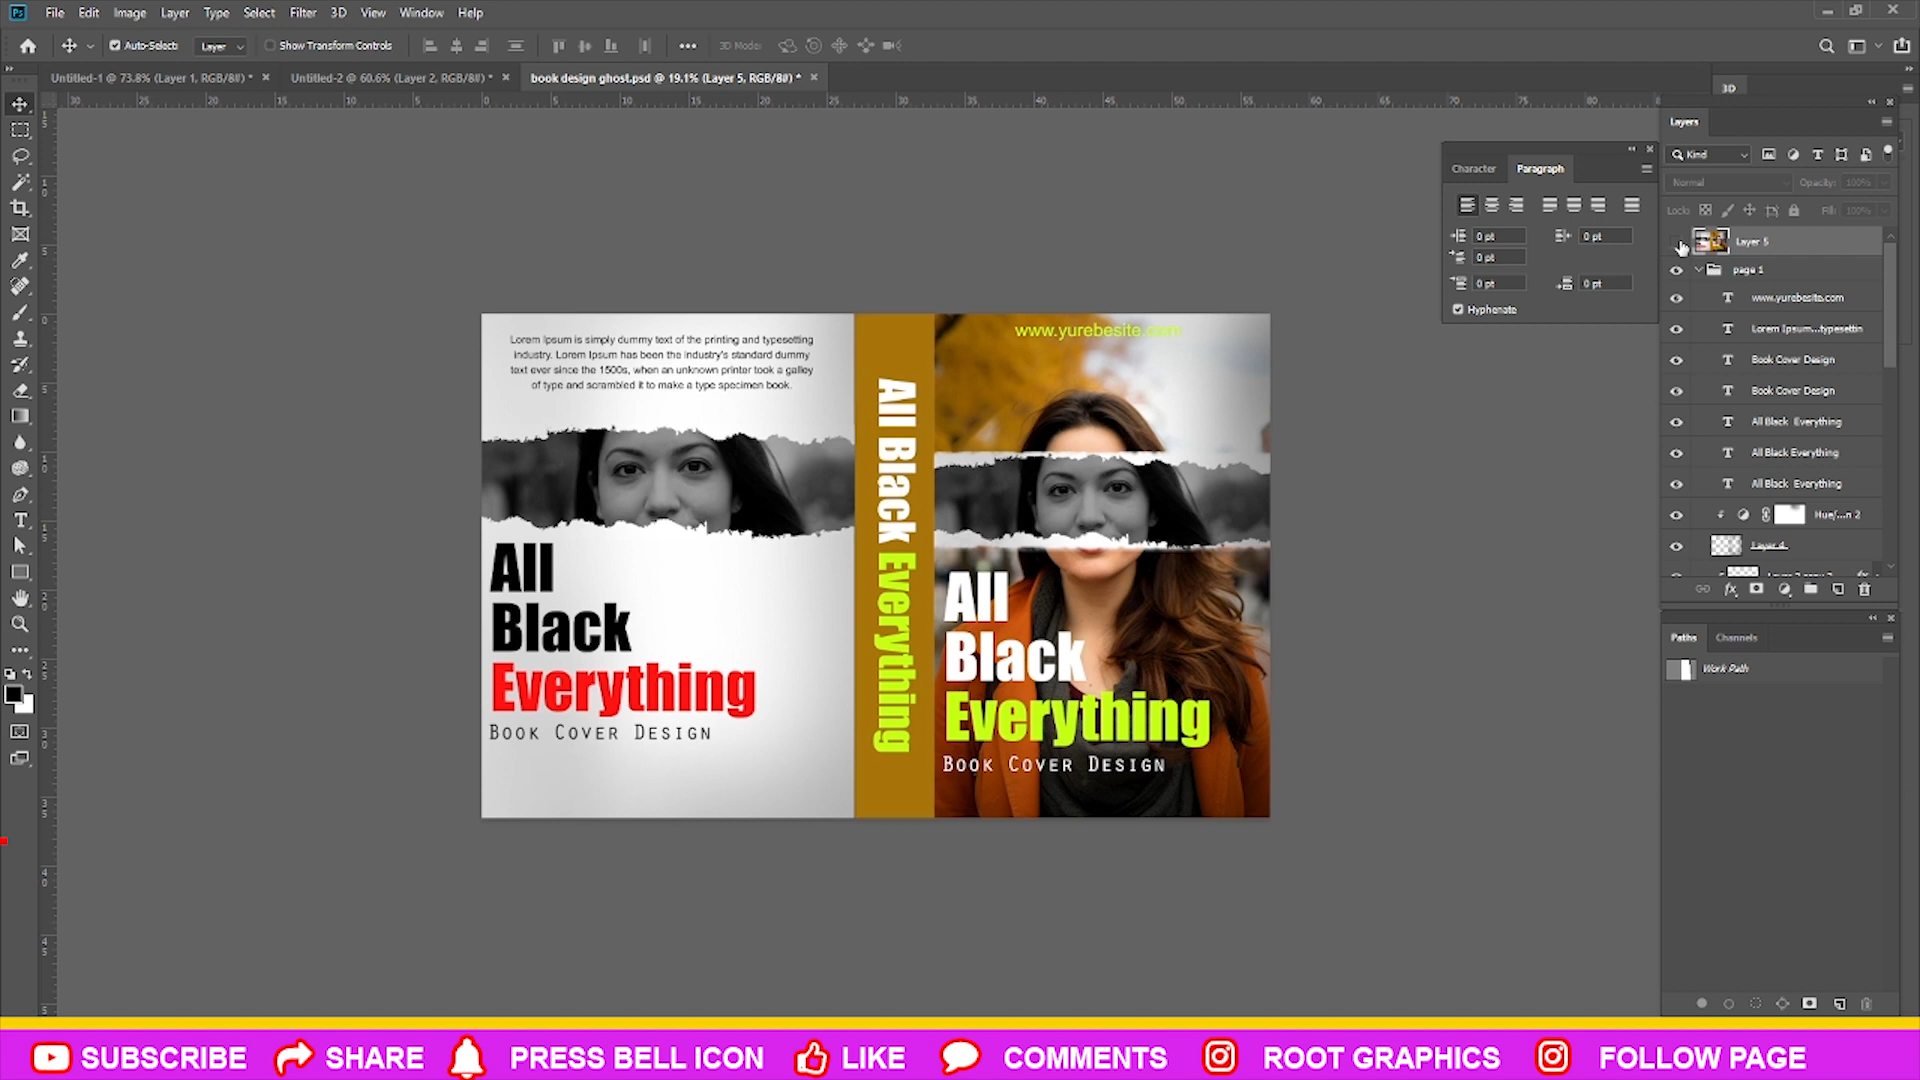 File Edit Image Layer Type Select Filter 3D View Window Help
Auto-Select: Layer Show Transform Controls 3D Mode:
Untitled-1 @ 73.8% (Layer 1, RGB/8#) * × Untitled-2 @ 60.6% (Layer 2, RGB/8#) * × book design ghost.psd @ 19.1% (Layer 5, RGB/8#) * ×
3D
Layers
Kind
Normal Opacity: 100%
Lock: Fill: 100%
Layer 5
page 1
www.yurebesite.com
Lorem Ipsum...typesettin
Book Cover Design
Book Cover Design
All Black Everything
All Black Everything
All Black Everything
Hue/...n 2
Layer 4
Paths Channels
Work Path
Character Paragraph
0 pt 0 pt
0 pt
0 pt 0 pt
Hyphenate
Lorem Ipsum is simply dummy text of the printing and typesetting
industry. Lorem Ipsum has been the industry's standard dummy
text ever since the 1500s, when an unknown printer took a galley
of type and scrambled it to make a type specimen book.
All
Black
Everything
Book Cover Design
All Black Everything
www.yurebesite.com
All
Black
Everything
Book Cover Design
SUBSCRIBE SHARE PRESS BELL ICON LIKE COMMENTS ROOT GRAPHICS FOLLOW PAGE